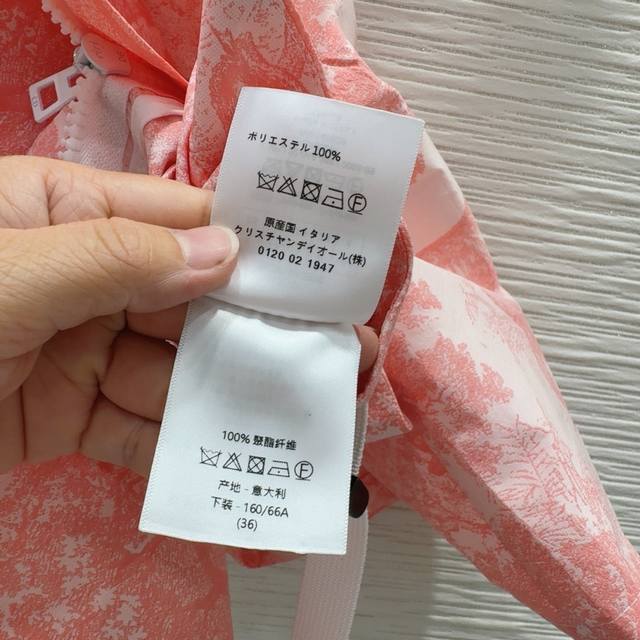 ポリエステル 100%
原産国 イタリア
クリスチャンデイオール(株)
0120 02 1947
100% 聚酯纤维
产地 - 意大利
下装 - 160/66A
(36)